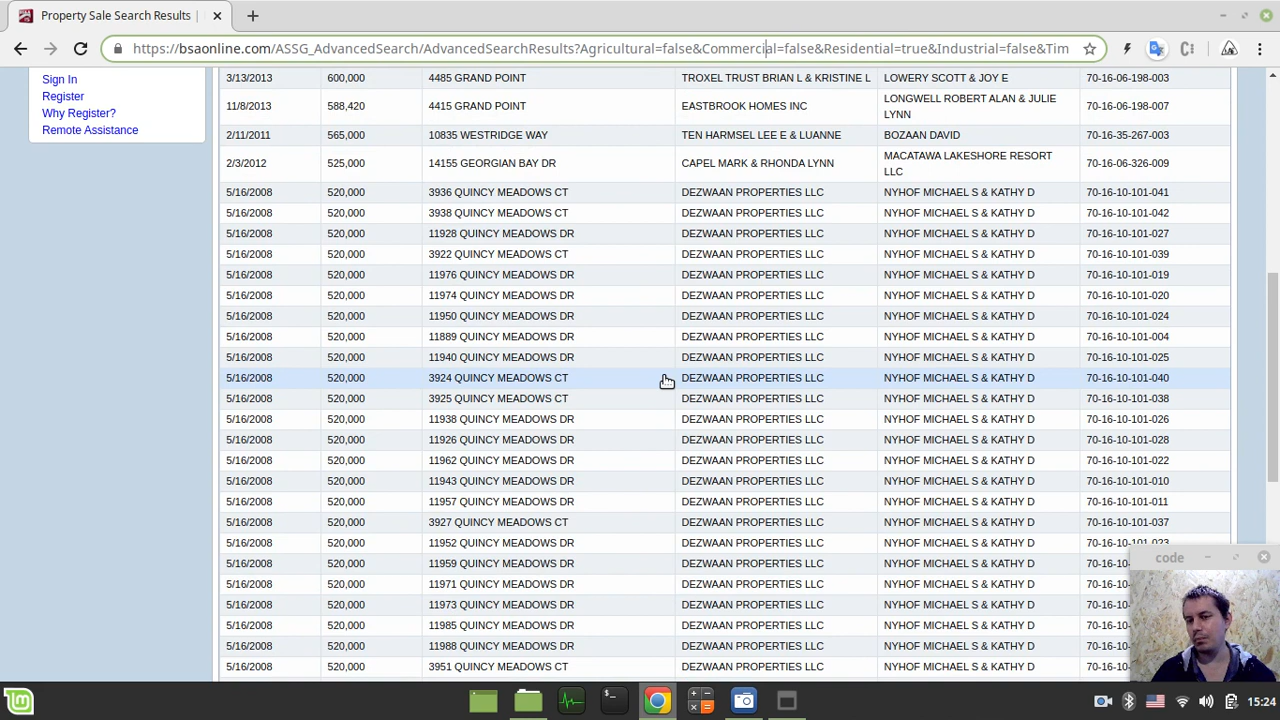 Property Sale Search Results |
https://bsaonline.com/ASSG_AdvancedSearch/AdvancedSearchResults?Agricultural=false&Commercial=false&Residential=true&Industrial=false&Tim
Sign In
Register
Why Register?
Remote Assistance
3/13/2013 600,000 4485 GRAND POINT TROXEL TRUST BRIAN L & KRISTINE L LOWERY SCOTT & JOY E 70-16-06-198-003
11/8/2013 588,420 4415 GRAND POINT EASTBROOK HOMES INC LONGWELL ROBERT ALAN & JULIE LYNN 70-16-06-198-007
2/11/2011 565,000 10835 WESTRIDGE WAY TEN HARMSEL LEE E & LUANNE BOZAAN DAVID 70-16-35-267-003
2/3/2012 525,000 14155 GEORGIAN BAY DR CAPEL MARK & RHONDA LYNN MACATAWA LAKESHORE RESORT LLC 70-16-06-326-009
5/16/2008 520,000 3936 QUINCY MEADOWS CT DEZWAAN PROPERTIES LLC NYHOF MICHAEL S & KATHY D 70-16-10-101-041
5/16/2008 520,000 3938 QUINCY MEADOWS CT DEZWAAN PROPERTIES LLC NYHOF MICHAEL S & KATHY D 70-16-10-101-042
5/16/2008 520,000 11928 QUINCY MEADOWS DR DEZWAAN PROPERTIES LLC NYHOF MICHAEL S & KATHY D 70-16-10-101-027
5/16/2008 520,000 3922 QUINCY MEADOWS CT DEZWAAN PROPERTIES LLC NYHOF MICHAEL S & KATHY D 70-16-10-101-039
5/16/2008 520,000 11976 QUINCY MEADOWS DR DEZWAAN PROPERTIES LLC NYHOF MICHAEL S & KATHY D 70-16-10-101-019
5/16/2008 520,000 11974 QUINCY MEADOWS DR DEZWAAN PROPERTIES LLC NYHOF MICHAEL S & KATHY D 70-16-10-101-020
5/16/2008 520,000 11950 QUINCY MEADOWS DR DEZWAAN PROPERTIES LLC NYHOF MICHAEL S & KATHY D 70-16-10-101-024
5/16/2008 520,000 11889 QUINCY MEADOWS DR DEZWAAN PROPERTIES LLC NYHOF MICHAEL S & KATHY D 70-16-10-101-004
5/16/2008 520,000 11940 QUINCY MEADOWS DR DEZWAAN PROPERTIES LLC NYHOF MICHAEL S & KATHY D 70-16-10-101-025
5/16/2008 520,000 3924 QUINCY MEADOWS CT DEZWAAN PROPERTIES LLC NYHOF MICHAEL S & KATHY D 70-16-10-101-040
5/16/2008 520,000 3925 QUINCY MEADOWS CT DEZWAAN PROPERTIES LLC NYHOF MICHAEL S & KATHY D 70-16-10-101-038
5/16/2008 520,000 11938 QUINCY MEADOWS DR DEZWAAN PROPERTIES LLC NYHOF MICHAEL S & KATHY D 70-16-10-101-026
5/16/2008 520,000 11926 QUINCY MEADOWS DR DEZWAAN PROPERTIES LLC NYHOF MICHAEL S & KATHY D 70-16-10-101-028
5/16/2008 520,000 11962 QUINCY MEADOWS DR DEZWAAN PROPERTIES LLC NYHOF MICHAEL S & KATHY D 70-16-10-101-022
5/16/2008 520,000 11943 QUINCY MEADOWS DR DEZWAAN PROPERTIES LLC NYHOF MICHAEL S & KATHY D 70-16-10-101-010
5/16/2008 520,000 11957 QUINCY MEADOWS DR DEZWAAN PROPERTIES LLC NYHOF MICHAEL S & KATHY D 70-16-10-101-011
5/16/2008 520,000 3927 QUINCY MEADOWS CT DEZWAAN PROPERTIES LLC NYHOF MICHAEL S & KATHY D 70-16-10-101-037
5/16/2008 520,000 11952 QUINCY MEADOWS DR DEZWAAN PROPERTIES LLC NYHOF MICHAEL S & KATHY D 70-16-10-101-023
5/16/2008 520,000 11959 QUINCY MEADOWS DR DEZWAAN PROPERTIES LLC NYHOF MICHAEL S & KATHY D 70-16-10-
5/16/2008 520,000 11971 QUINCY MEADOWS DR DEZWAAN PROPERTIES LLC NYHOF MICHAEL S & KATHY D 70-16-10-
5/16/2008 520,000 11973 QUINCY MEADOWS DR DEZWAAN PROPERTIES LLC NYHOF MICHAEL S & KATHY D 70-16-10-
5/16/2008 520,000 11985 QUINCY MEADOWS DR DEZWAAN PROPERTIES LLC NYHOF MICHAEL S & KATHY D 70-16-10-
5/16/2008 520,000 11988 QUINCY MEADOWS DR DEZWAAN PROPERTIES LLC NYHOF MICHAEL S & KATHY D 70-16-10-
5/16/2008 520,000 3951 QUINCY MEADOWS CT DEZWAAN PROPERTIES LLC NYHOF MICHAEL S & KATHY D 70-16-10-
code
15:24